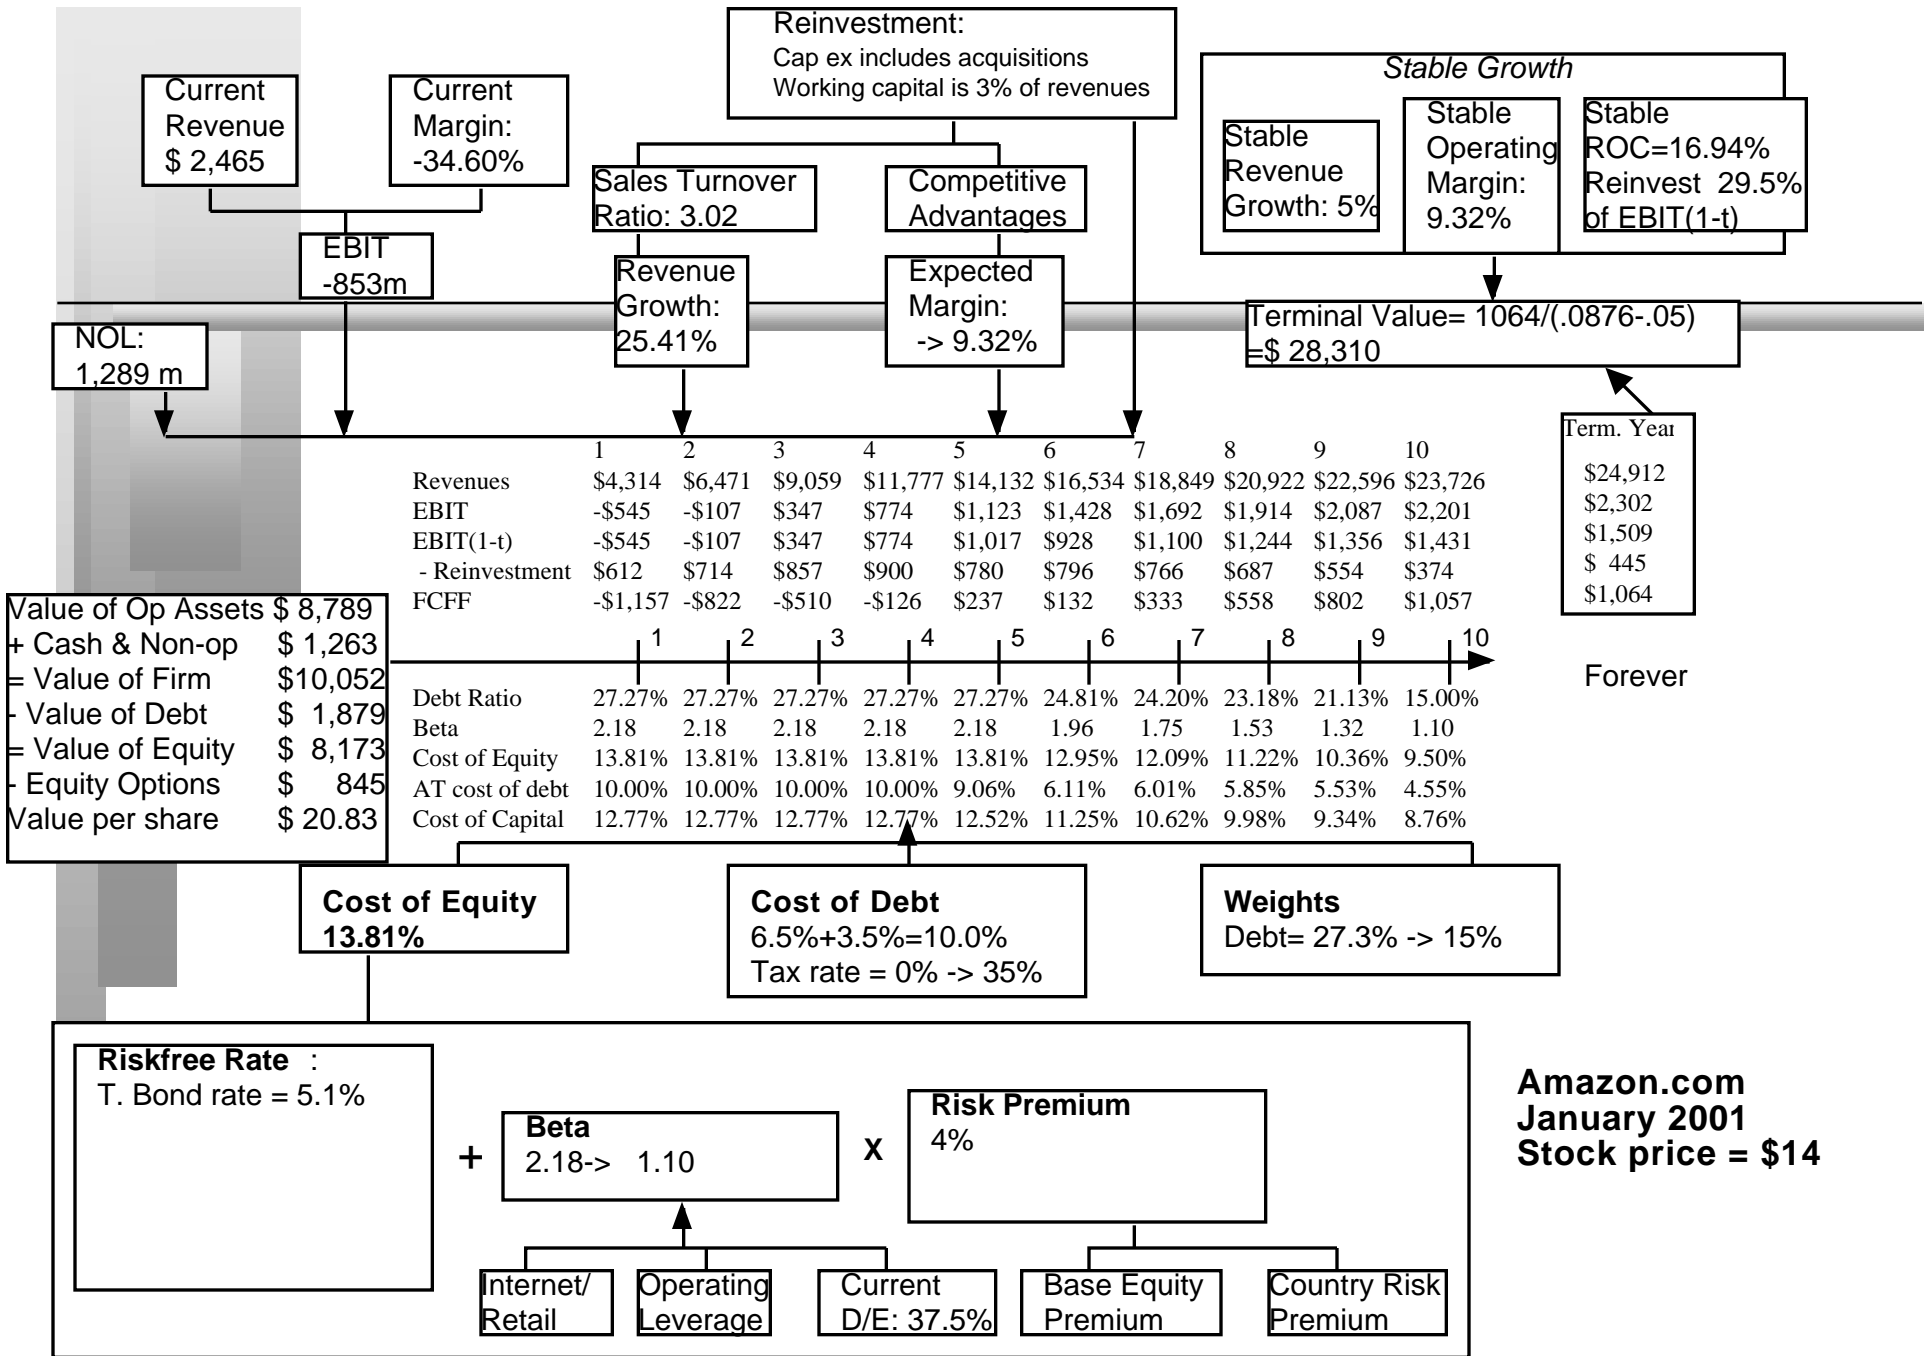 Reinvestment:
Cap ex includes acquisitions
Working capital is 3% of revenues
Current
Revenue
$ 2,465
Current
Margin:
-34.60%
Stable Growth
Stable
Revenue
Growth: 5%
Stable
Operating
Margin:
9.32%
Stable
ROC=16.94%
Reinvest 29.5%
of EBIT(1-t)
Sales Turnover
Ratio: 3.02
Competitive
Advantages
EBIT
-853m
Revenue
Growth:
25.41%
Expected
Margin:
-> 9.32%
NOL:
1,289 m
Terminal Value= 1064/(.0876-.05)
=$ 28,310
Term. Year
$24,912
$2,302
$1,509
$ 445
$1,064
1 2 3 4 5 6 7 8 9 10
Revenues $4,314 $6,471 $9,059 $11,777 $14,132 $16,534 $18,849 $20,922 $22,596 $23,726
EBIT -$545 -$107 $347 $774 $1,123 $1,428 $1,692 $1,914 $2,087 $2,201
EBIT(1-t) -$545 -$107 $347 $774 $1,017 $928 $1,100 $1,244 $1,356 $1,431
- Reinvestment $612 $714 $857 $900 $780 $796 $766 $687 $554 $374
FCFF -$1,157 -$822 -$510 -$126 $237 $132 $333 $558 $802 $1,057
Value of Op Assets $ 8,789
+ Cash & Non-op $ 1,263
= Value of Firm $10,052
- Value of Debt $ 1,879
= Value of Equity $ 8,173
- Equity Options $ 845
Value per share $ 20.83
1 2 3 4 5 6 7 8 9 10
Forever
Debt Ratio 27.27% 27.27% 27.27% 27.27% 27.27% 24.81% 24.20% 23.18% 21.13% 15.00%
Beta 2.18 2.18 2.18 2.18 2.18 1.96 1.75 1.53 1.32 1.10
Cost of Equity 13.81% 13.81% 13.81% 13.81% 13.81% 12.95% 12.09% 11.22% 10.36% 9.50%
AT cost of debt 10.00% 10.00% 10.00% 10.00% 9.06% 6.11% 6.01% 5.85% 5.53% 4.55%
Cost of Capital 12.77% 12.77% 12.77% 12.77% 12.52% 11.25% 10.62% 9.98% 9.34% 8.76%
Cost of Equity
13.81%
Cost of Debt
6.5%+3.5%=10.0%
Tax rate = 0% -> 35%
Weights
Debt= 27.3% -> 15%
Riskfree Rate :
T. Bond rate = 5.1%
+
Beta
2.18-> 1.10
X
Risk Premium
4%
Internet/
Retail
Operating
Leverage
Current
D/E: 37.5%
Base Equity
Premium
Country Risk
Premium
Amazon.com
January 2001
Stock price = $14